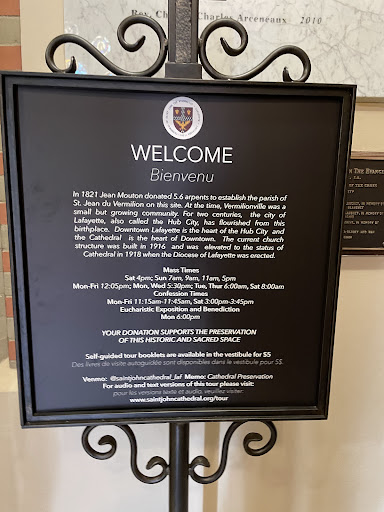 Rev. Ch Charles Arceneaux 2010
WELCOME
Bienvenu
In 1821 Jean Mouton donated 5.6 arpents to establish the parish of
St. Jean du Vermilion on this site. At the time, Vermilionville was a
small but growing community. For two centuries, the city of
Lafayette, also called the Hub City, has flourished from this
birthplace. Downtown Lafayette is the heart of the Hub City and
the Cathedral is the heart of Downtown. The current church
structure was built in 1916 and was elevated to the status of
Cathedral in 1918 when the Diocese of Lafayette was erected.
Mass Times
Sat 4pm; Sun 7am, 9am, 11am, 5pm
Mon-Fri 12:05pm; Mon, Wed 5:30pm; Tue, Thur 6:00am, Sat 8:00am
Confession Times
Mon-Fri 11:15am-11:45am, Sat 3:00pm-3:45pm
Eucharistic Exposition and Benediction
Mon 6:00pm
YOUR DONATION SUPPORTS THE PRESERVATION
OF THIS HISTORIC AND SACRED SPACE
Self-guided tour booklets are available in the vestibule for $5
Des livres de visite autoguidée sont disponibles dans le vestibule pour 5$.
Venmo: @saintjohncathedral_laf Momo: Cathedral Preservation
For audio and text versions of this tour please visit:
pour les versions texte et audio, veuillez visiter:
www.saintjohncathedral.org/tour